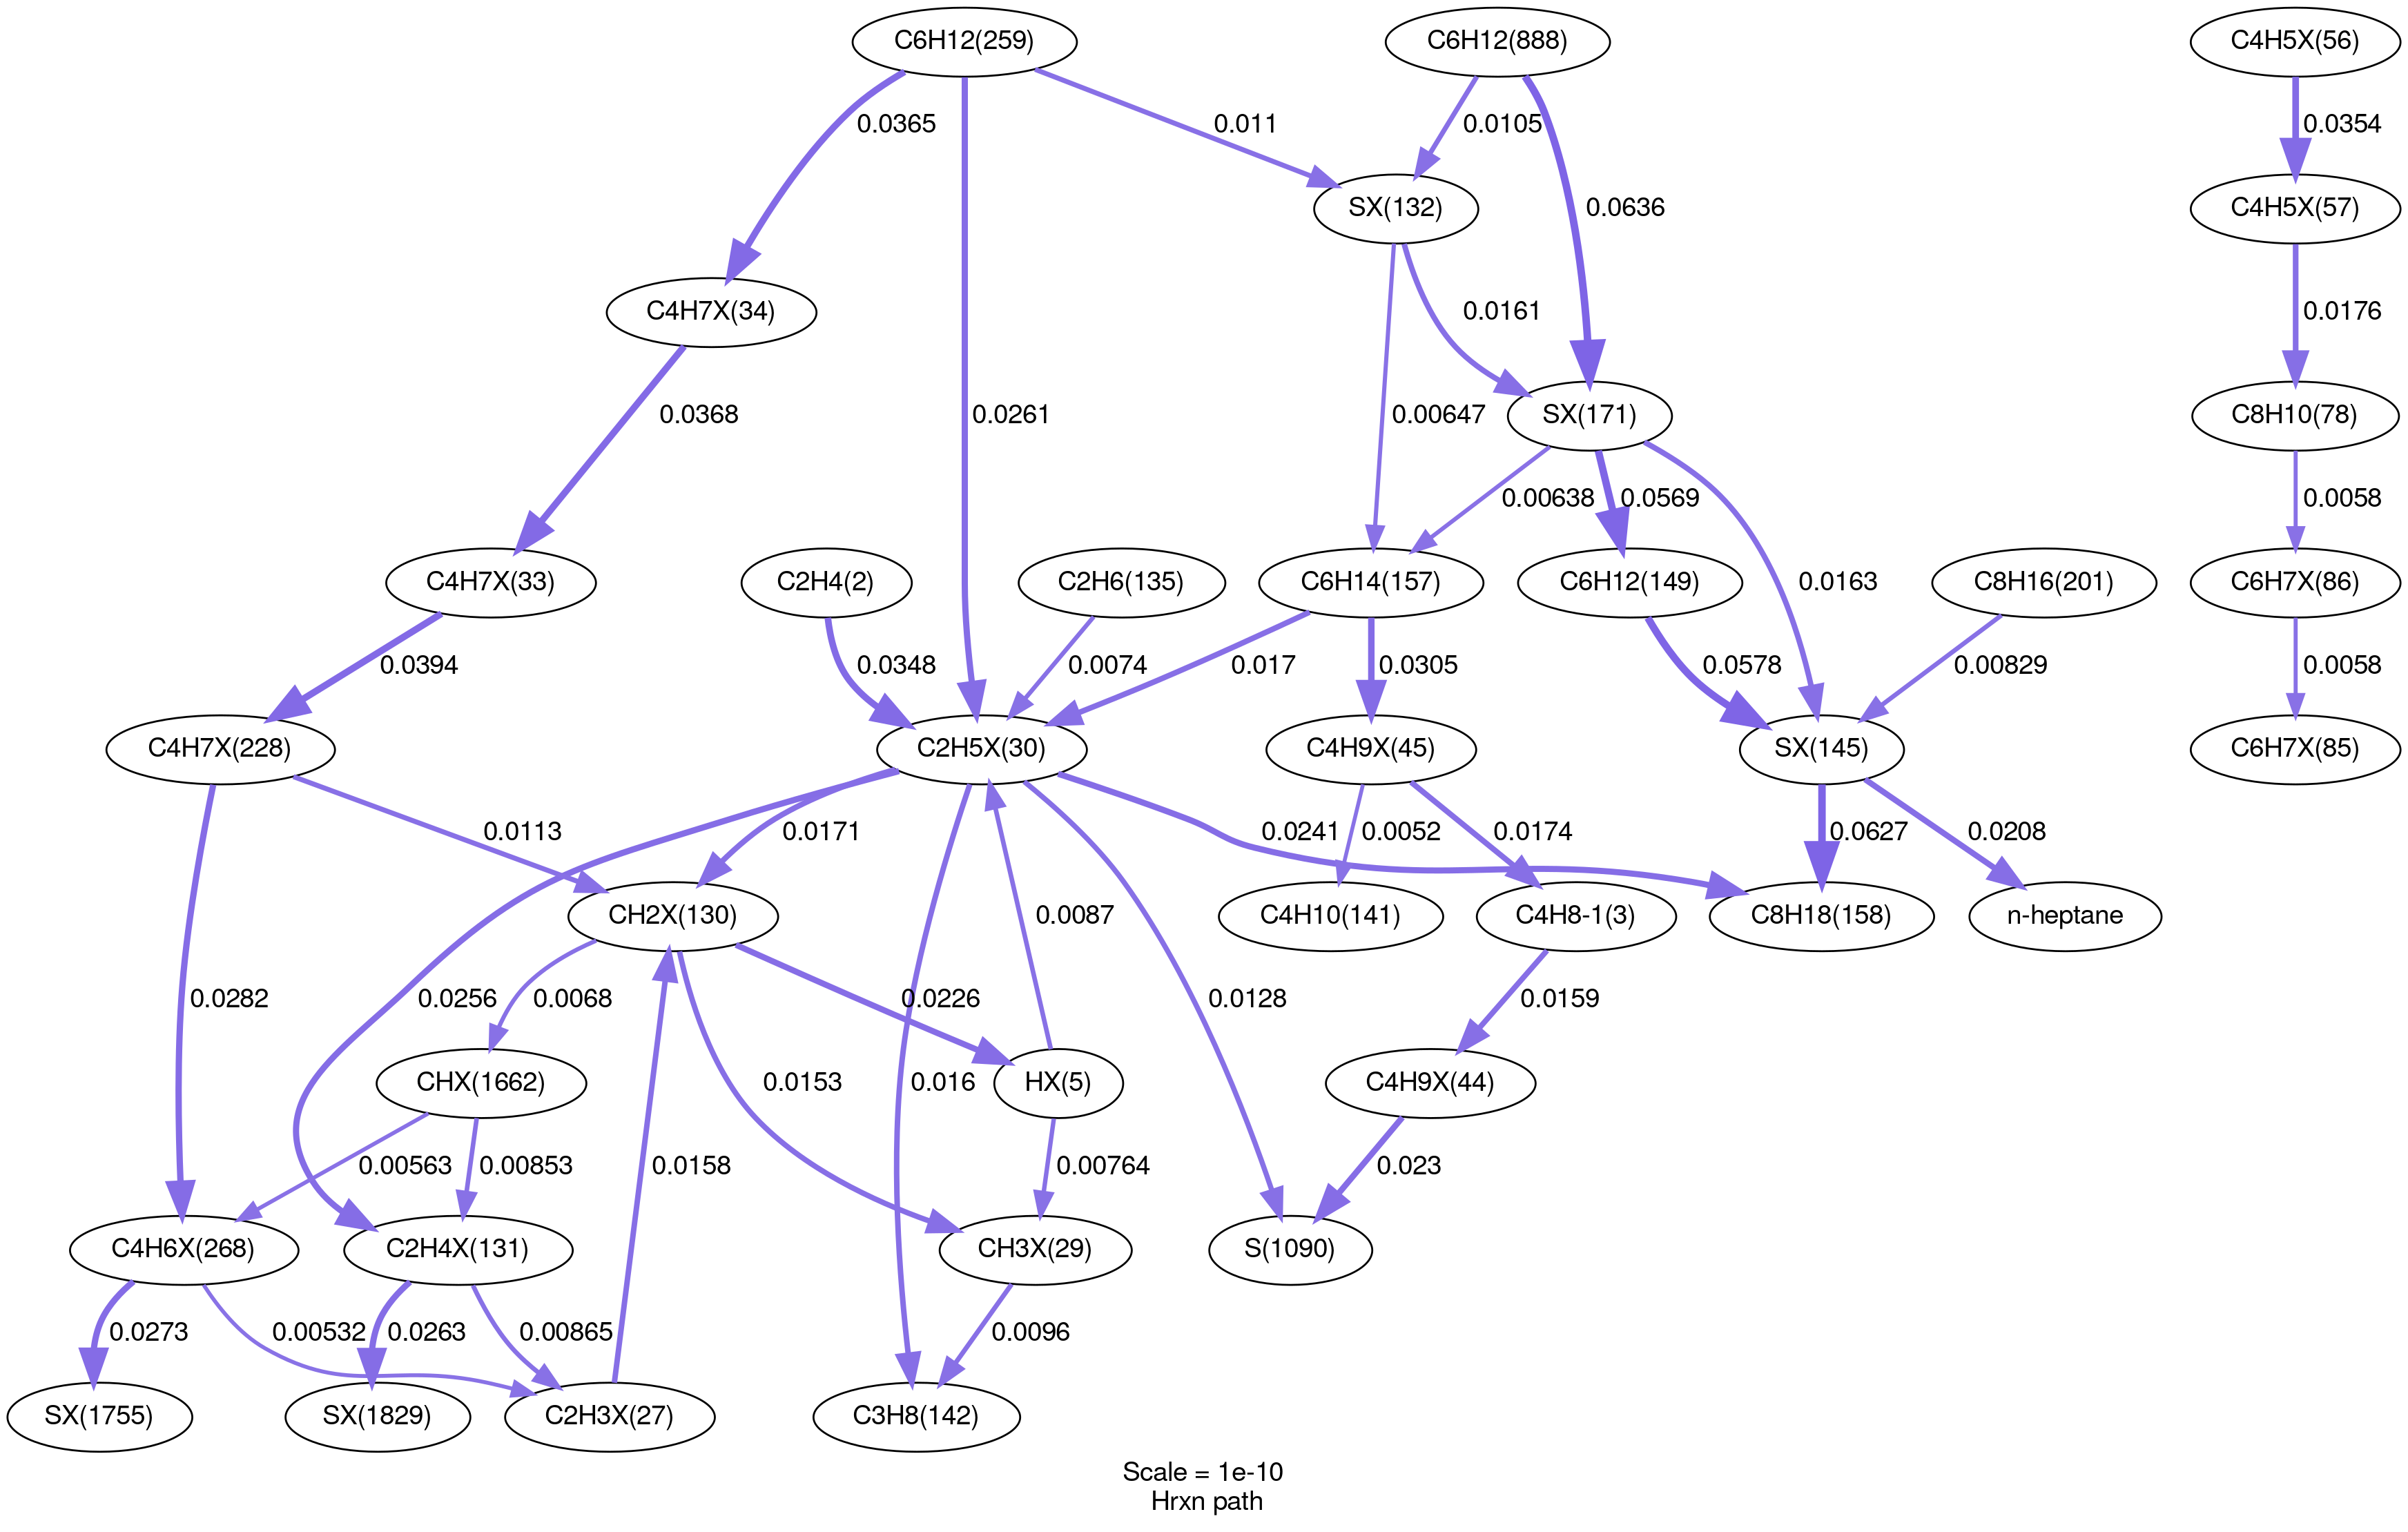 C6H12(259)
C6H12(888)
C4H5X(56)
0.0365
0.011
0.0105
0.0354
SX(132)
0.0636
C4H5X(57)
C4H7X(34)
0.0161
0.0176
0.0368
0.0261
0.00647
SX(171)
C8H10(78)
0.00638
0.0569
0.0058
C4H7X(33)
C2H4(2)
C2H6(135)
C6H14(157)
C6H12(149)
0.0163
C8H16(201)
C6H7X(86)
0.0394
0.0348
0.0074
0.017
0.0305
0.0578
0.00829
0.0058
C4H7X(228)
C2H5X(30)
C4H9X(45)
SX(145)
C6H7X(85)
0.0113
0.0171
0.0241
0.0052
0.0174
0.0627
0.0208
CH2X(130)
C4H10(141)
C4H8-1(3)
C8H18(158)
n-heptane
0.0087
0.0282
0.0256
0.0068
0.0226
0.0128
0.0159
CHX(1662)
0.0153
0.016
HX(5)
C4H9X(44)
0.00563
0.00853
0.0158
0.00764
0.023
C4H6X(268)
C2H4X(131)
CH3X(29)
S(1090)
0.0273
0.00532
0.0263
0.00865
0.0096
SX(1755)
SX(1829)
C2H3X(27)
C3H8(142)
Scale = 1e-10
Hrxn path